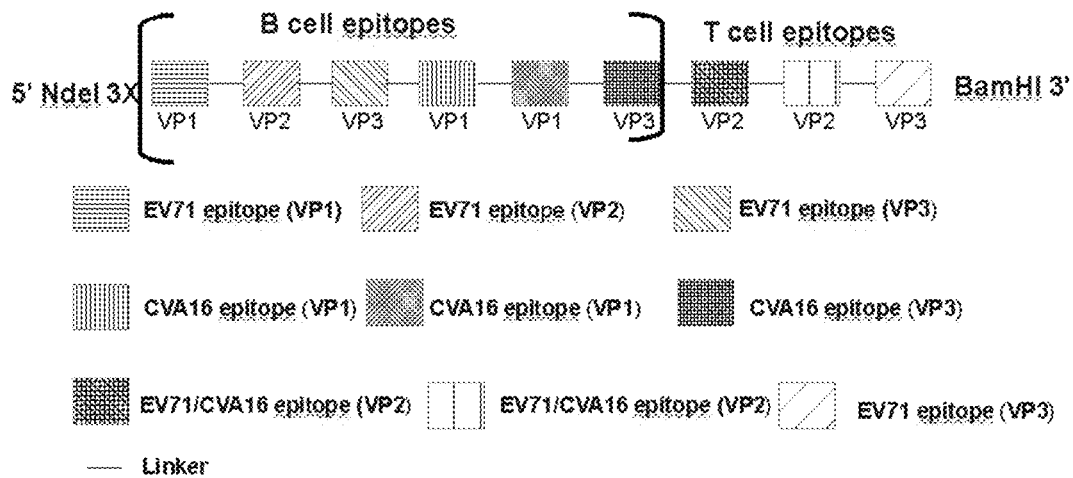 B cell epitopes
T cell epitopes
5' NdeI 3X
BamHI 3'
VP1 VP2 VP3 VP1 VP1 VP3 VP2 VP2 VP3
EV71 epitope (VP1) EV71 epitope (VP2) EV71 epitope (VP3)
CVA16 epitope (VP1) CVA16 epitope (VP1) CVA16 epitope (VP3)
EV71/CVA16 epitope (VP2) EV71/CVA16 epitope (VP2) EV71 epitope (VP3)
Linker